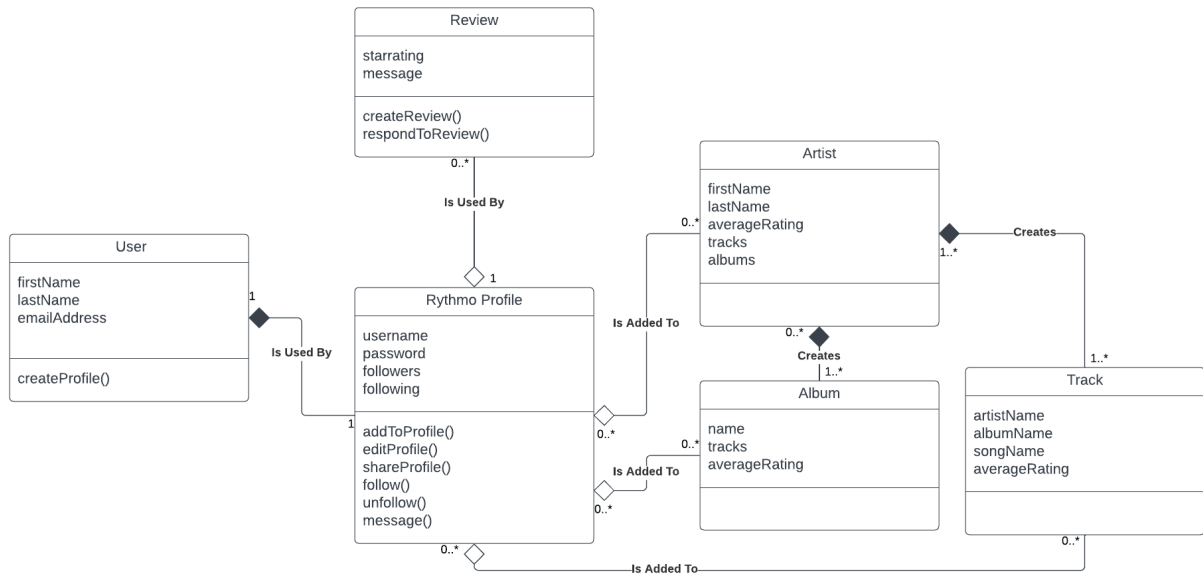 Review
starrating
message
createReview()
respondToReview()
0..*
Is Used By
1
User
firstName
lastName
emailAddress
createProfile()
1
Is Used By
1
Rythmo Profile
username
password
followers
following
addToProfile()
editProfile()
shareProfile()
follow()
unfollow()
message()
0..*
Is Added To
0..*
0..*
Is Added To
0..*
0..*
Is Added To
0..*
Artist
firstName
lastName
averageRating
tracks
albums
1..*
Creates
1..*
0..*
Creates
1..*
Album
name
tracks
averageRating
Track
artistName
albumName
songName
averageRating